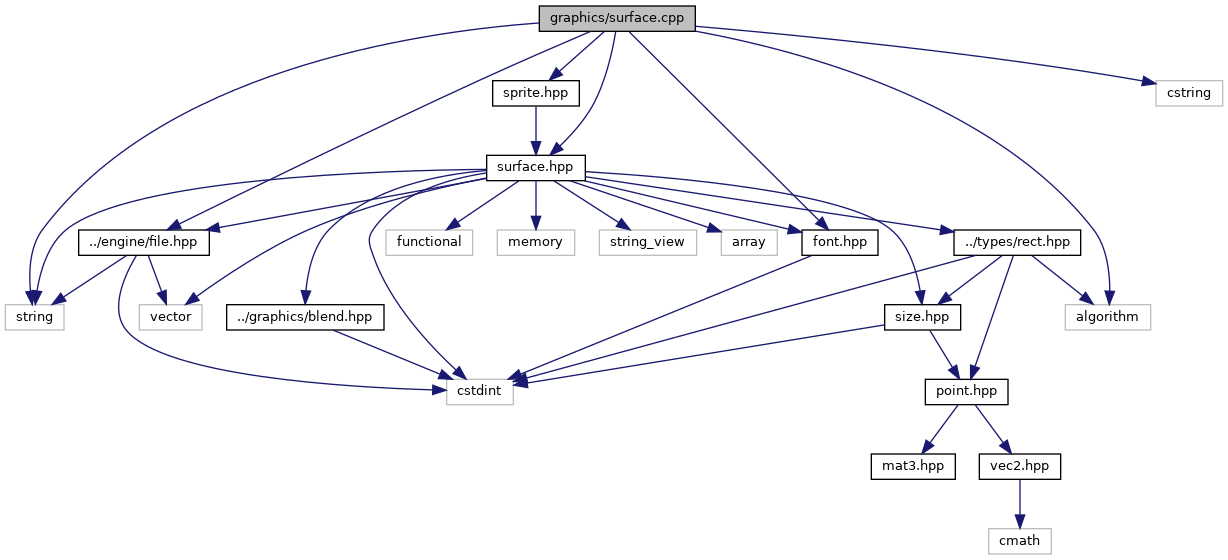 graphics/surface.cpp
sprite.hpp
cstring
surface.hpp
../engine/file.hpp
functional
memory
string_view
array
font.hpp
../types/rect.hpp
string
vector
../graphics/blend.hpp
size.hpp
algorithm
cstdint
point.hpp
mat3.hpp
vec2.hpp
cmath